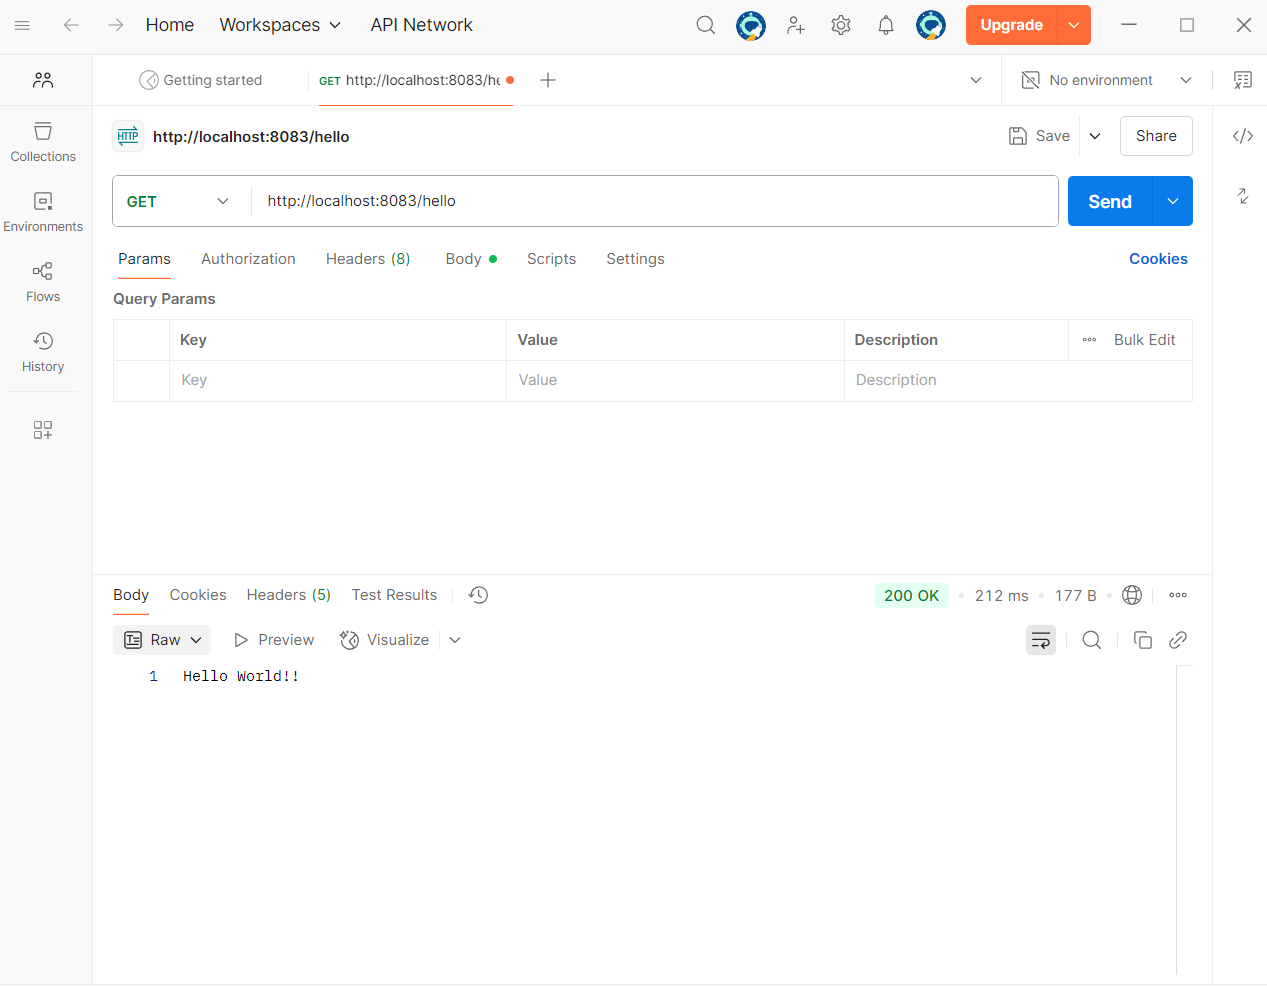 Home Workspaces API Network Upgrade
Getting started GET http://localhost:8083/he No environment
HTTP http://localhost:8083/hello Save Share
Collections
Environments
Flows
History
GET http://localhost:8083/hello Send
Params Authorization Headers (8) Body Scripts Settings Cookies
Query Params
Key Value Description Bulk Edit
Key Value Description
Body Cookies Headers (5) Test Results 200 OK 212 ms 177 B
Raw Preview Visualize
1 Hello World!!